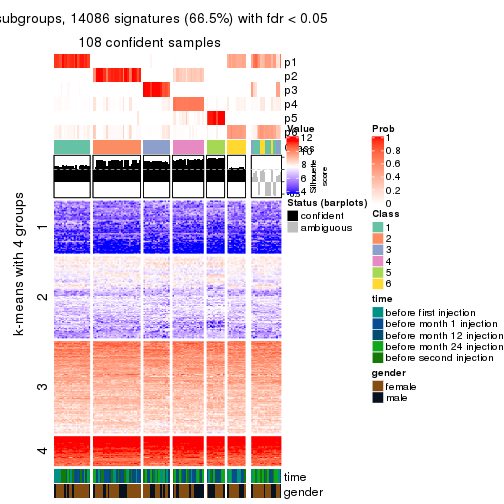 subgroups, 14086 signatures (66.5%) with fdr < 0.05
108 confident samples
p1
p2
p3
p4
p5
Class
Silhouette score
k-means with 4 groups
1
2
3
4
time
gender
Value
12
10
8
6
4
Status (barplots)
confident
ambiguous
Prob
1
0.8
0.6
0.4
0.2
0
Class
1
2
3
4
5
6
time
before first injection
before month 1 injection
before month 12 injection
before month 24 injection
before second injection
gender
female
male